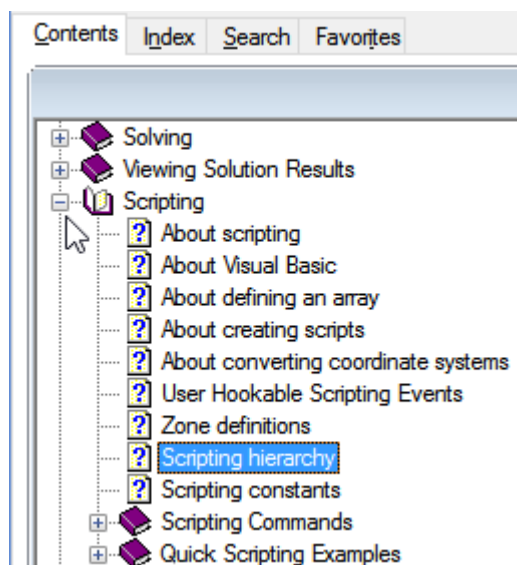 Contents Index Search Favorites
Solving
Viewing Solution Results
Scripting
About scripting
About Visual Basic
About defining an array
About creating scripts
About converting coordinate systems
User Hookable Scripting Events
Zone definitions
Scripting hierarchy
Scripting constants
Scripting Commands
Quick Scripting Examples